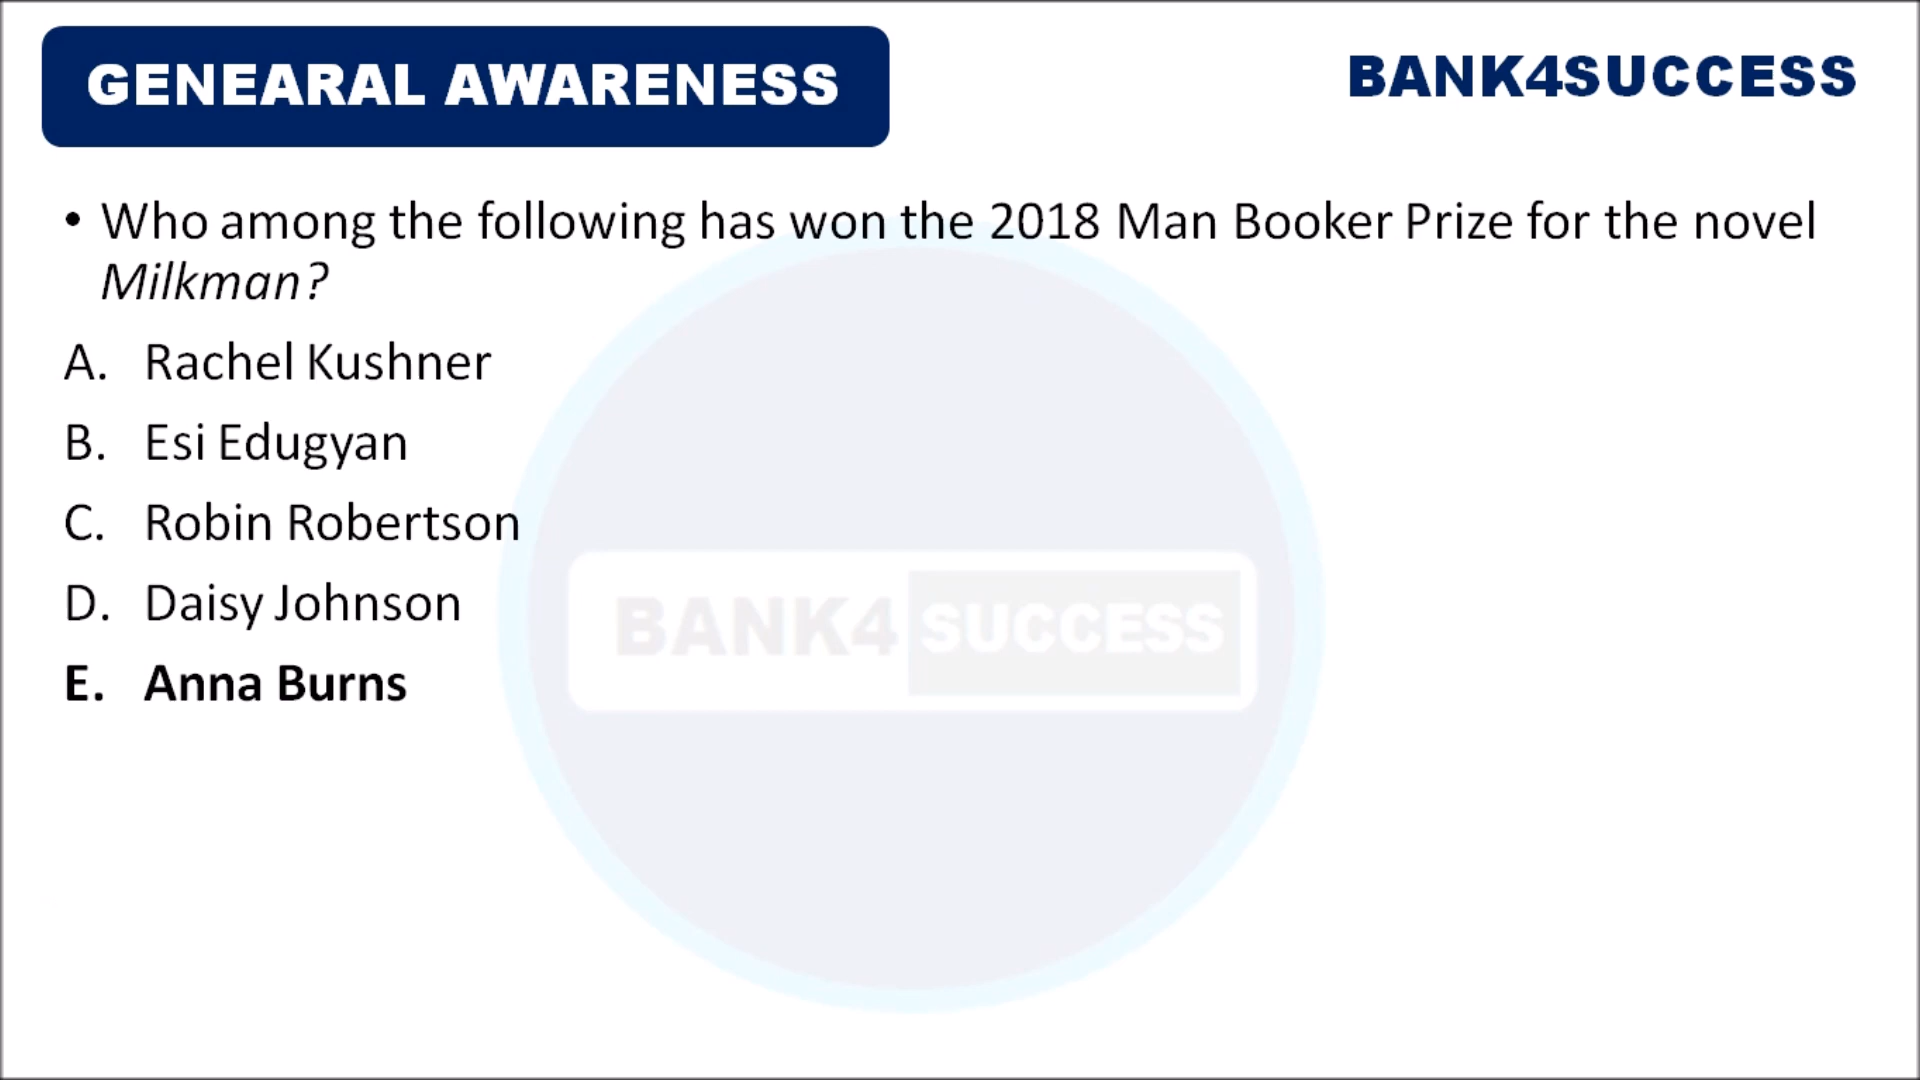 GENEARAL AWARENESS
BANK4SUCCESS
• Who among the following has won the 2018 Man Booker Prize for the novel
Milkman?
A. Rachel Kushner
B. Esi Edugyan
C. Robin Robertson
D. Daisy Johnson
E. Anna Burns
BANK4 SUCCESS